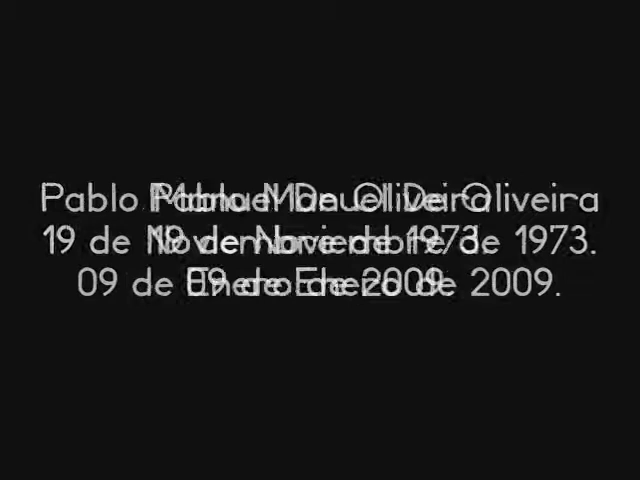 Pablo Manuel De Oliveira
19 de Noviembre de 1973.
09 de Enero de 2009.